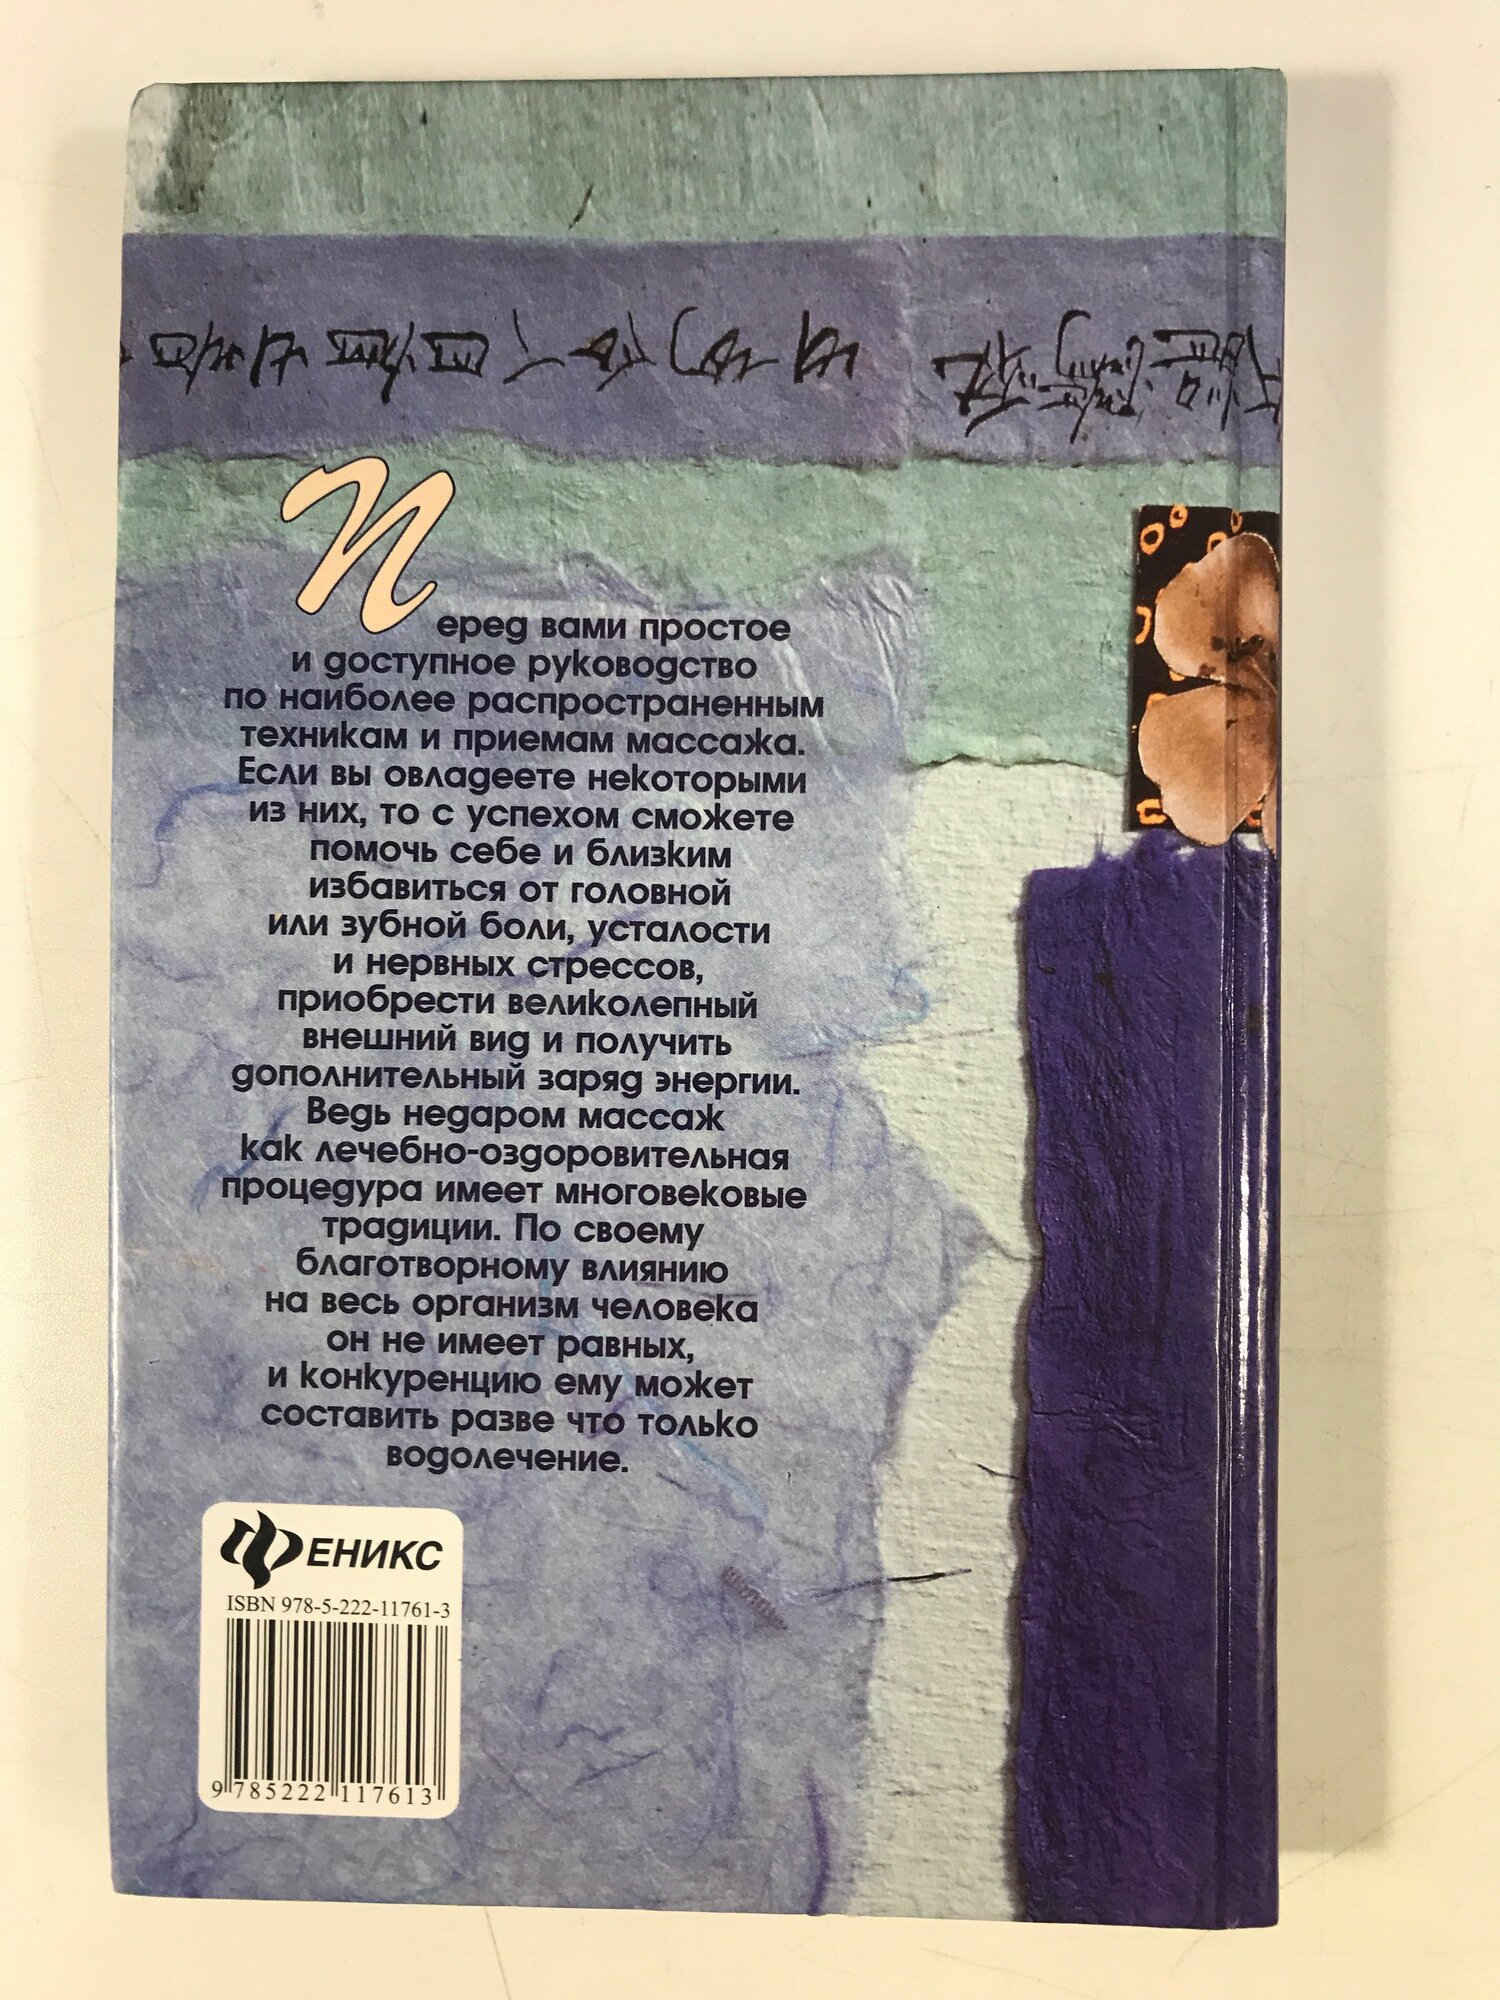 Перед вами простое
и доступное руководство
по наиболее распространенным
техникам и приемам массажа.
Если вы овладеете некоторыми
из них, то с успехом сможете
помочь себе и близким
избавиться от головной
или зубной боли, усталости
и нервных стрессов,
приобрести великолепный
внешний вид и получить
дополнительный заряд энергии.
Ведь недаром массаж
как лечебно-оздоровительная
процедура имеет многовековые
традиции. По своему
благотворному влиянию
на весь организм человека
он не имеет равных,
и конкуренцию ему может
составить разве что только
водолечение.
ФЕНИКС
ISBN 978-5-222-11761-3
9 785222 117613